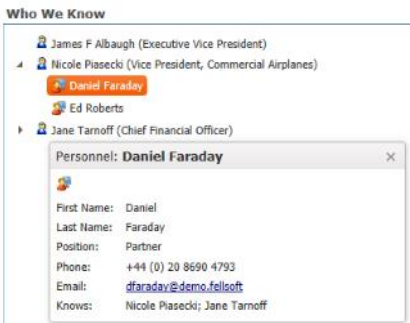 Who We Know
James F Albaugh (Executive Vice President)
Nicole Piasecki (Vice President, Commercial Airplanes)
Daniel Faraday
Ed Roberts
Jane Tarnoff (Chief Financial Officer)
Personnel: Daniel Faraday
First Name: Daniel
Last Name: Faraday
Position: Partner
Phone: +44 (0) 20 8690 4793
Email: dfaraday@demo.fellsoft
Knows: Nicole Piasecki; Jane Tarnoff